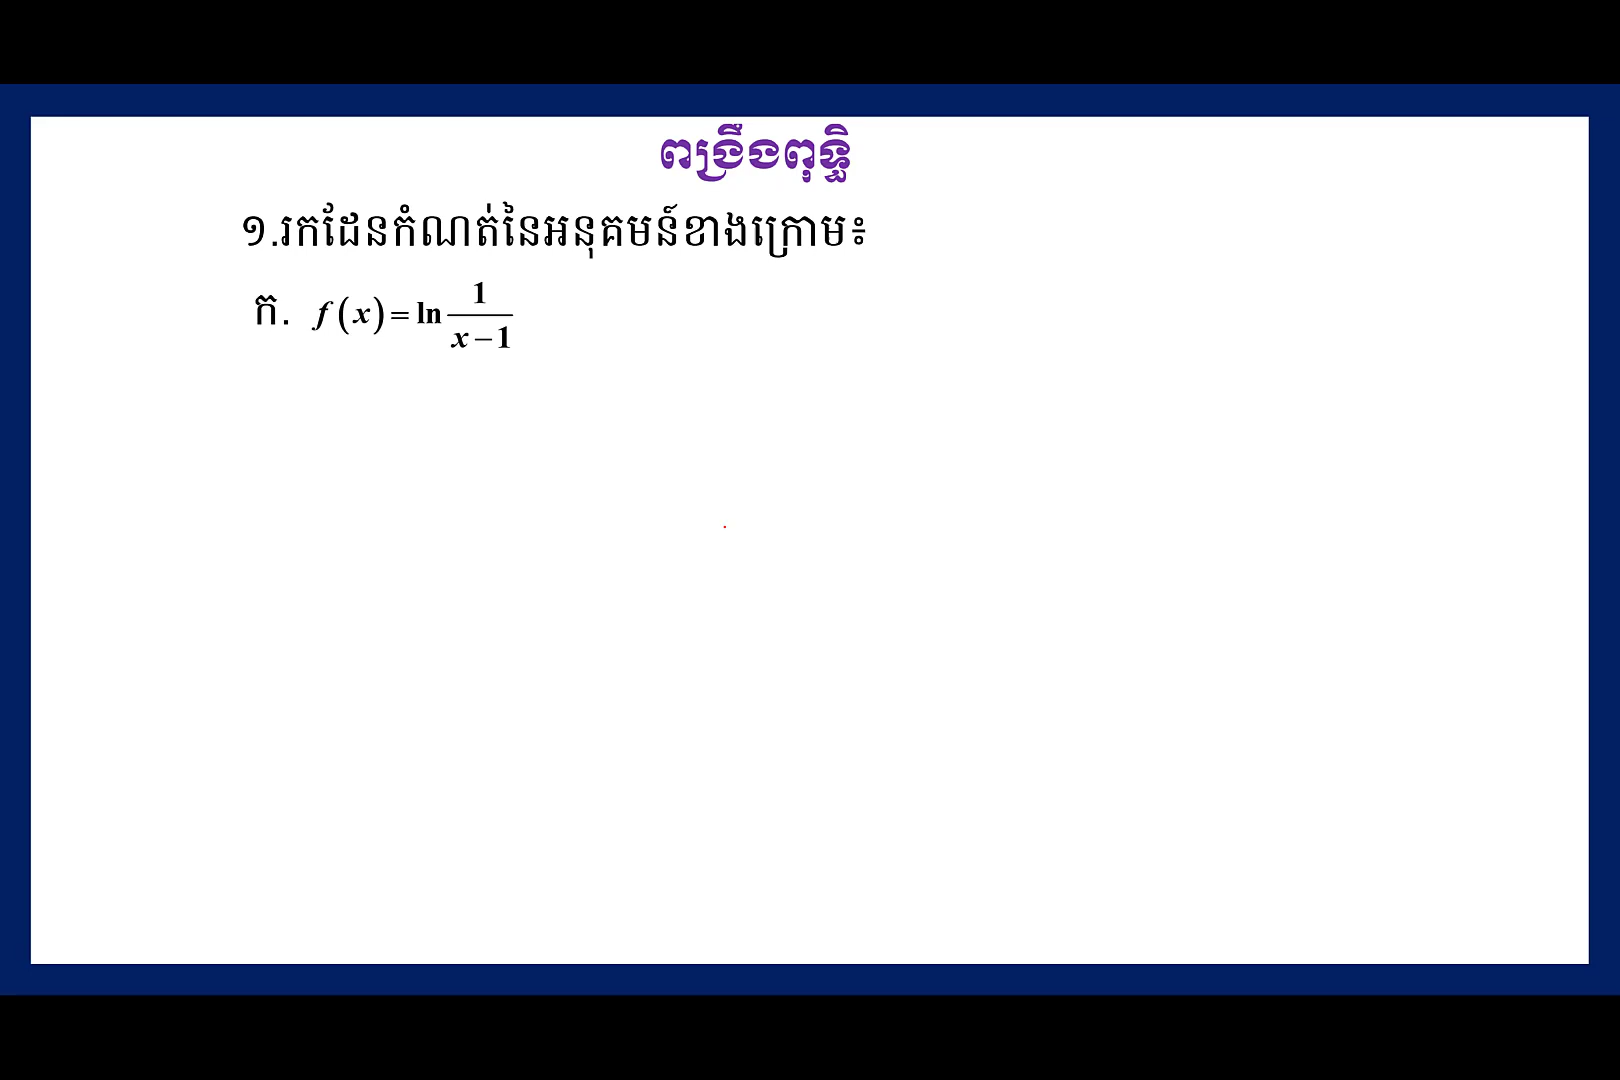 ពង្រឹងពុទ្ធិ
១.រកដែនកំណត់នៃអនុគមន៍ខាងក្រោម៖
ក. f(x) = ln 1/(x − 1)